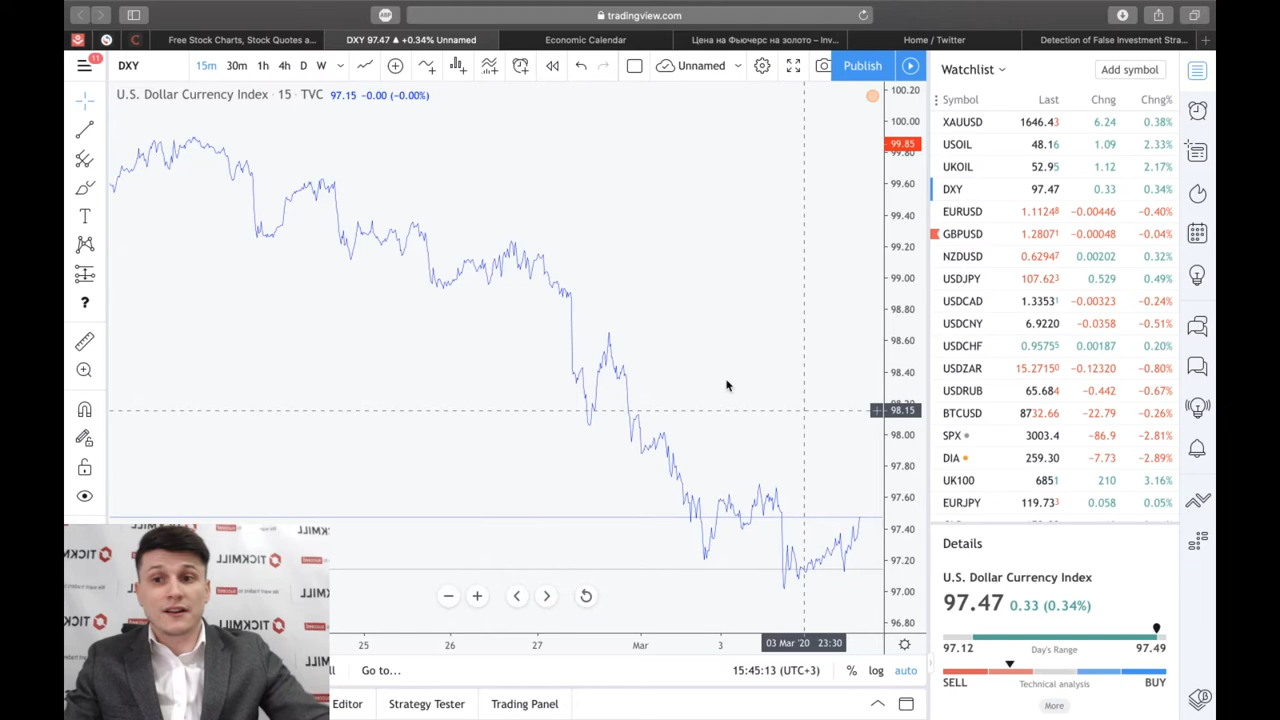 tradingview.com
ABP
Free Stock Charts, Stock Quotes a...
DXY 97.47 ▲ +0.34% Unnamed
Economic Calendar
Цена на Фьючерс на золото – Inv...
Home / Twitter
Detection of False Investment Stra...
11
DXY
15m 30m 1h 4h D W
Unnamed
Publish
U.S. Dollar Currency Index · 15 · TVC 97.15 -0.00 (-0.00%)
100.20
100.00
99.85
99.80
99.60
99.40
99.20
99.00
98.80
98.60
98.40
98.15
98.00
97.80
97.60
97.40
97.20
97.00
96.80
25 26 27 Mar 3 03 Mar '20 23:30
Go to...
15:45:13 (UTC+3) % log auto
Editor Strategy Tester Trading Panel
Watchlist
Add symbol
Symbol Last Chng Chng%
XAUUSD 1646.43 6.24 0.38%
USOIL 48.16 1.09 2.33%
UKOIL 52.95 1.12 2.17%
DXY 97.47 0.33 0.34%
EURUSD 1.11248 −0.00446 −0.40%
GBPUSD 1.28071 −0.00048 −0.04%
NZDUSD 0.62947 0.00202 0.32%
USDJPY 107.623 0.529 0.49%
USDCAD 1.33531 −0.00323 −0.24%
USDCNY 6.9220 −0.0358 −0.51%
USDCHF 0.95755 0.00187 0.20%
USDZAR 15.27150 −0.12320 −0.80%
USDRUB 65.684 −0.442 −0.67%
BTCUSD 8732.66 −22.79 −0.26%
SPX 3003.4 −86.9 −2.81%
DIA 259.30 −7.73 −2.89%
UK100 6851 210 3.16%
EURJPY 119.733 0.058 0.05%
Details
U.S. Dollar Currency Index
97.47 0.33 (0.34%)
97.12 Day's Range 97.49
SELL Technical analysis BUY
More
TICKMILL
TICKMILL